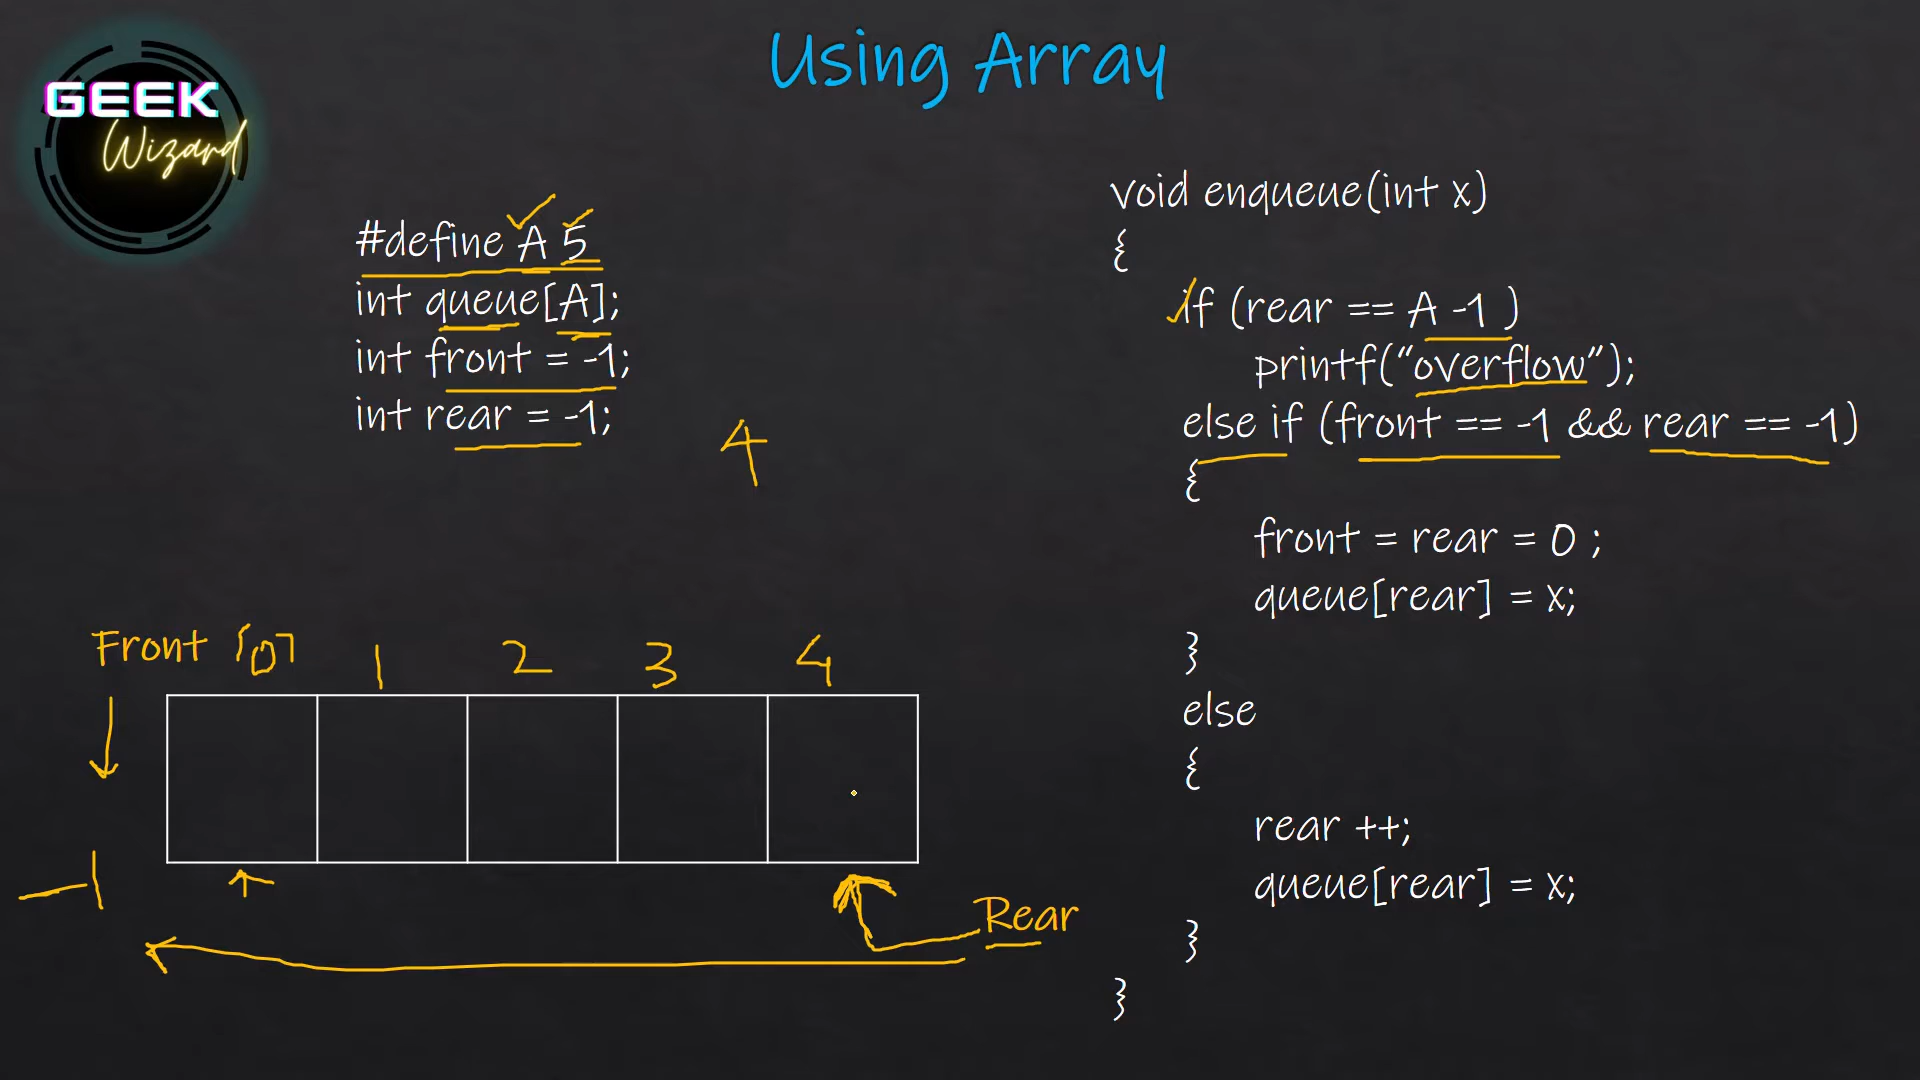 Using Array
GEEK
Wizard
#define A 5
int queue[A];
int front = -1;
int rear = -1;
4
Front [0] 1 2 3 4
-1
Rear
void enqueue(int x)
{
if (rear == A -1 )
printf(“overflow”);
else if (front == -1 && rear == -1)
{
front = rear = 0 ;
queue[rear] = x;
}
else
{
rear ++;
queue[rear] = x;
}
}